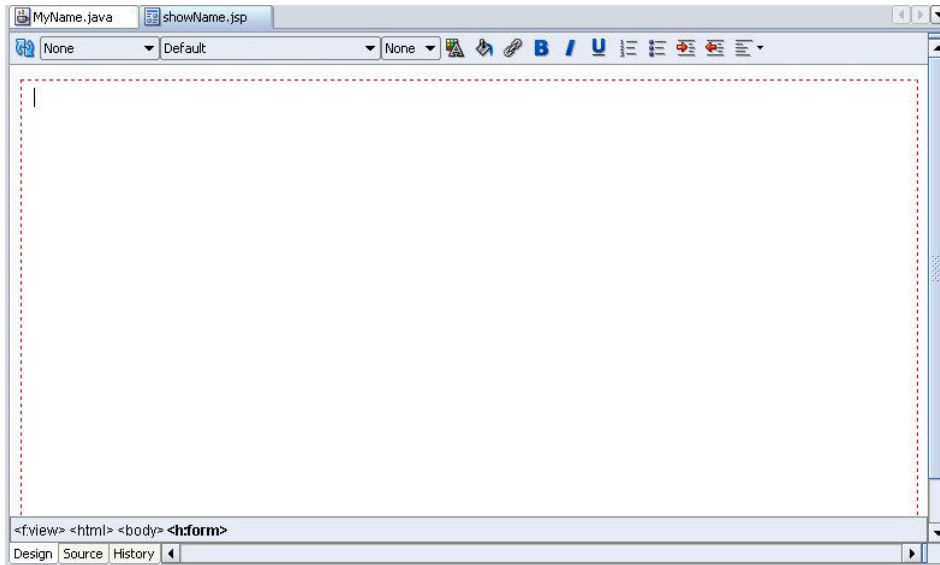 MyName.java showName.jsp
None Default None B I U
<f:view> <html> <body> <h:form>
Design Source History